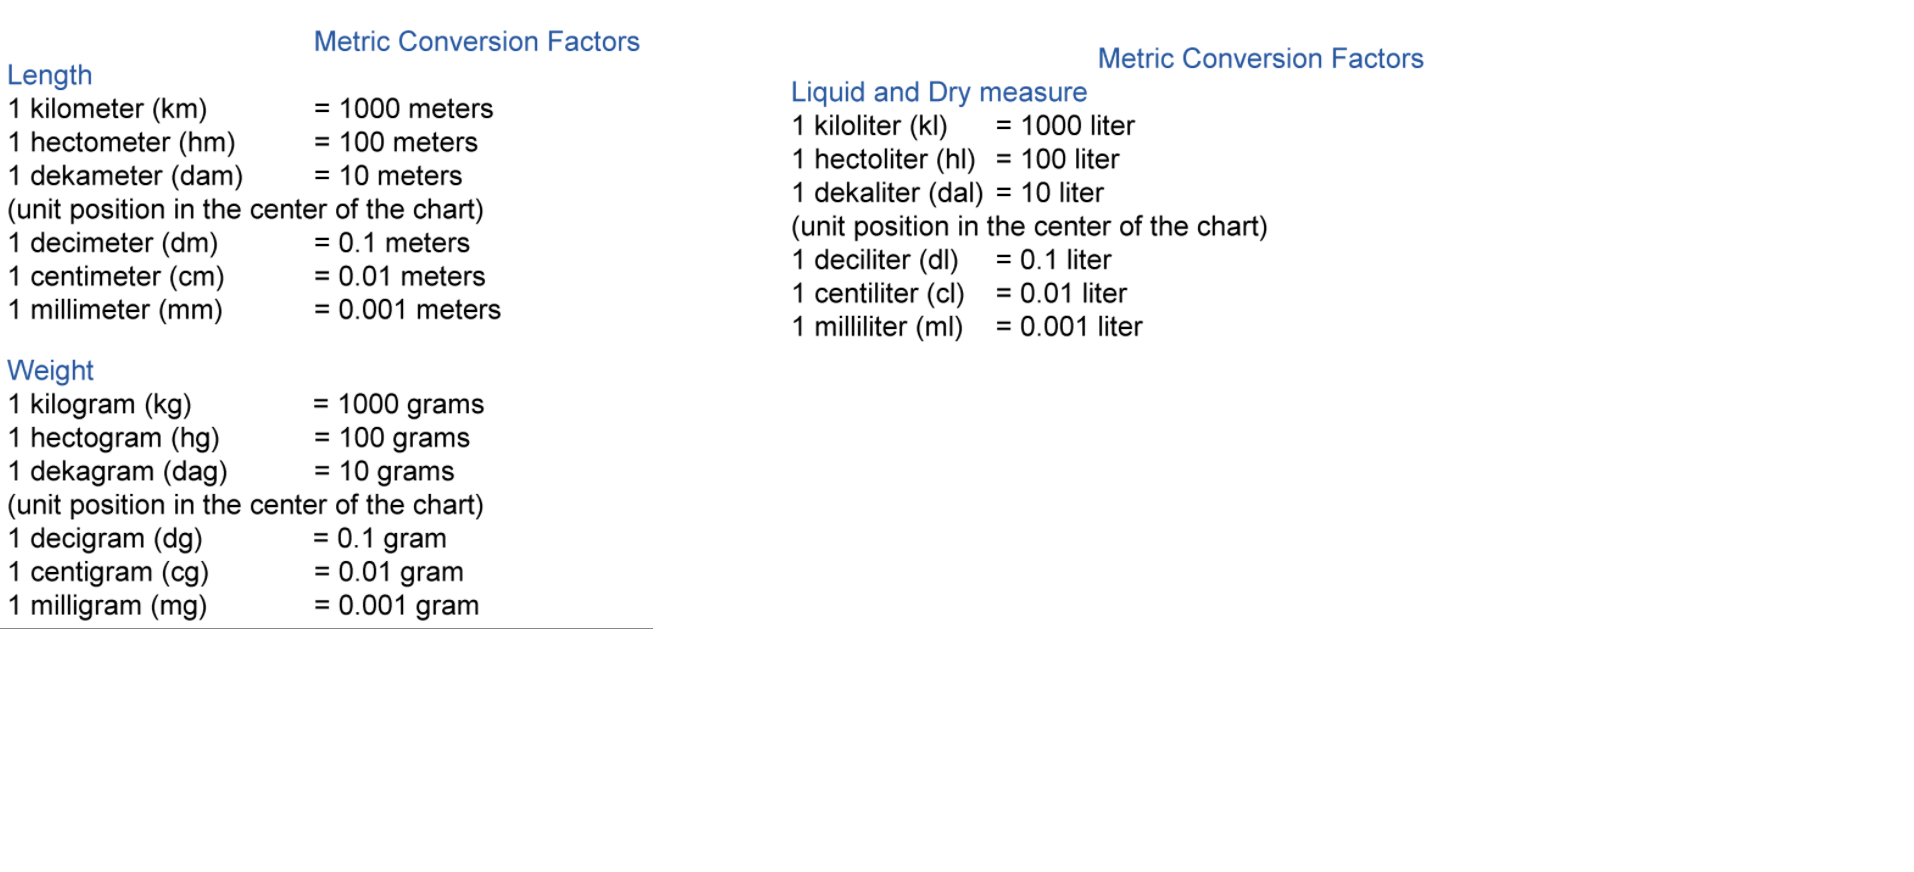 Metric Conversion Factors
Length
1 kilometer (km) = 1000 meters
1 hectometer (hm) = 100 meters
1 dekameter (dam) = 10 meters
(unit position in the center of the chart)
1 decimeter (dm) = 0.1 meters
1 centimeter (cm) = 0.01 meters
1 millimeter (mm) = 0.001 meters
Weight
1 kilogram (kg) = 1000 grams
1 hectogram (hg) = 100 grams
1 dekagram (dag) = 10 grams
(unit position in the center of the chart)
1 decigram (dg) = 0.1 gram
1 centigram (cg) = 0.01 gram
1 milligram (mg) = 0.001 gram
Metric Conversion Factors
Liquid and Dry measure
1 kiloliter (kl) = 1000 liter
1 hectoliter (hl) = 100 liter
1 dekaliter (dal) = 10 liter
(unit position in the center of the chart)
1 deciliter (dl) = 0.1 liter
1 centiliter (cl) = 0.01 liter
1 milliliter (ml) = 0.001 liter